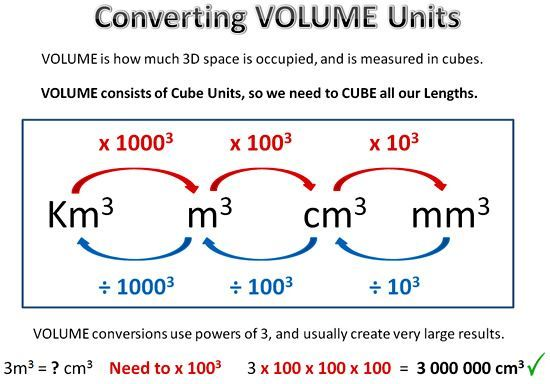 Converting VOLUME Units
VOLUME is how much 3D space is occupied, and is measured in cubes.
VOLUME consists of Cube Units, so we need to CUBE all our Lengths.
x 1000³ x 100³ x 10³
Km³ m³ cm³ mm³
÷ 1000³ ÷ 100³ ÷ 10³
VOLUME conversions use powers of 3, and usually create very large results.
3m³ = ? cm³ Need to x 100³ 3 x 100 x 100 x 100 = 3 000 000 cm³ ✓